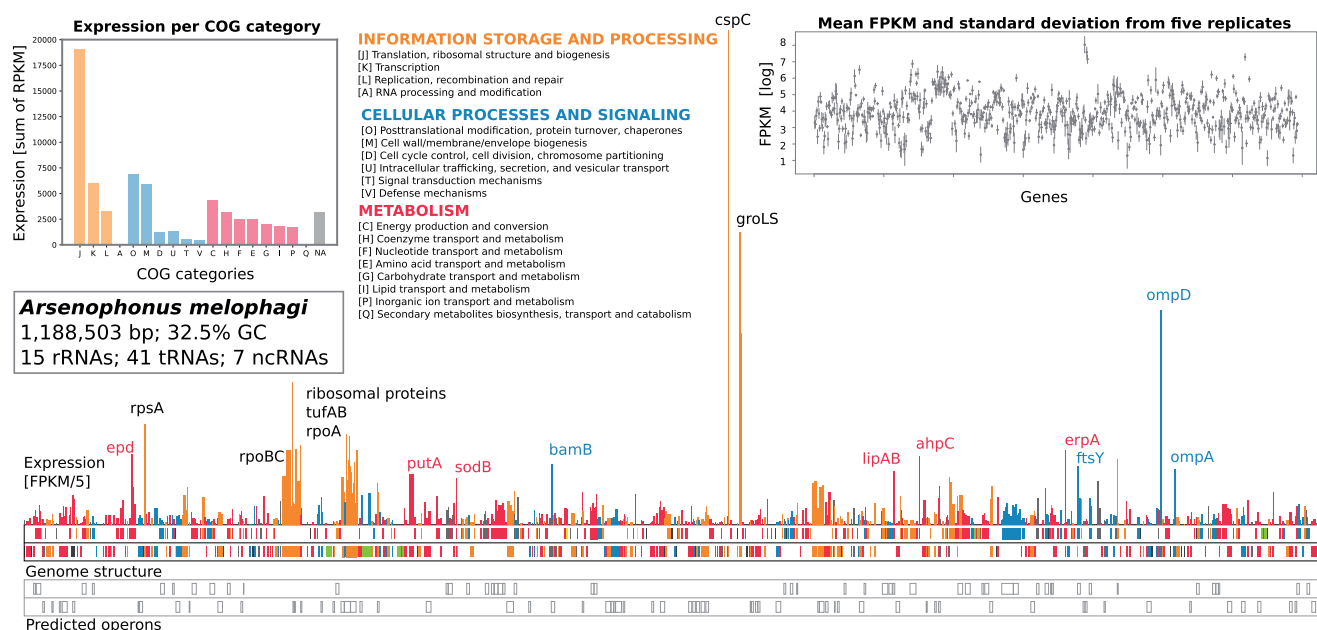 Expression per COG category
Expression [sum of RPKM]
20000
17500
15000
12500
10000
7500
5000
2500
0
J K L A O M D U T V C H F E G I P Q NA
COG categories
Arsenophonus melophagi
1,188,503 bp; 32.5% GC
15 rRNAs; 41 tRNAs; 7 ncRNAs
INFORMATION STORAGE AND PROCESSING
[J] Translation, ribosomal structure and biogenesis
[K] Transcription
[L] Replication, recombination and repair
[A] RNA processing and modification
CELLULAR PROCESSES AND SIGNALING
[O] Posttranslational modification, protein turnover, chaperones
[M] Cell wall/membrane/envelope biogenesis
[D] Cell cycle control, cell division, chromosome partitioning
[U] Intracellular trafficking, secretion, and vesicular transport
[T] Signal transduction mechanisms
[V] Defense mechanisms
METABOLISM
[C] Energy production and conversion
[H] Coenzyme transport and metabolism
[F] Nucleotide transport and metabolism
[E] Amino acid transport and metabolism
[G] Carbohydrate transport and metabolism
[I] Lipid transport and metabolism
[P] Inorganic ion transport and metabolism
[Q] Secondary metabolites biosynthesis, transport and catabolism
Mean FPKM and standard deviation from five replicates
FPKM [log]
8
7
6
5
4
3
2
1
Genes
cspC
groLS
ompD
rpsA
epd
ribosomal proteins
tufAB
rpoA
rpoBC
putA
sodB
bamB
lipAB
ahpC
erpA
ftsY
ompA
Expression
[FPKM/5]
Genome structure
Predicted operons